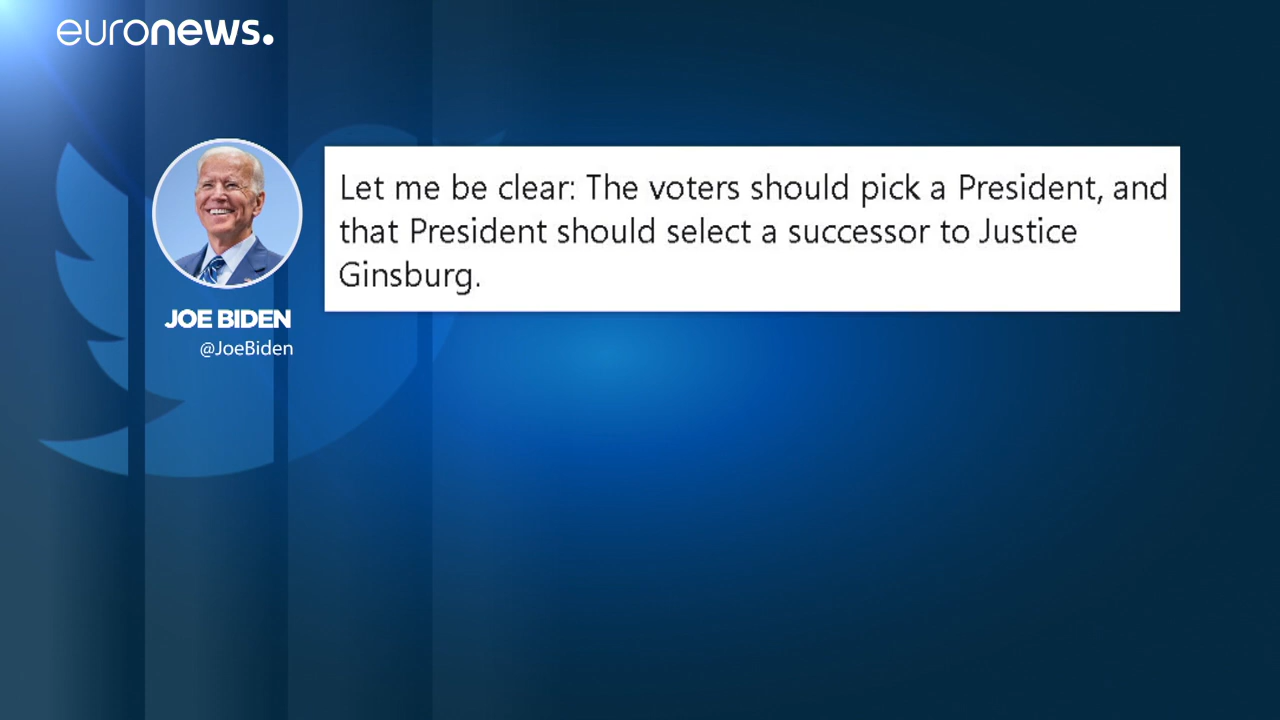 euronews.
Let me be clear: The voters should pick a President, and
that President should select a successor to Justice
Ginsburg.
JOE BIDEN
@JoeBiden